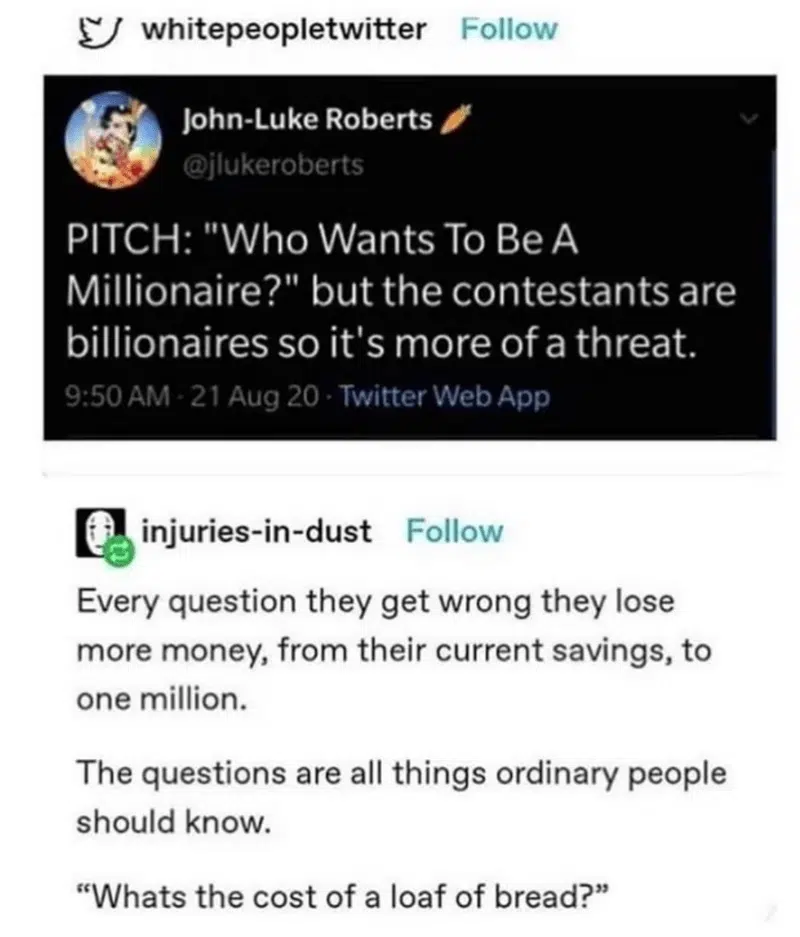 whitepeopletwitter Follow
John-Luke Roberts
@jlukeroberts
PITCH: "Who Wants To Be A
Millionaire?" but the contestants are
billionaires so it's more of a threat.
9:50 AM · 21 Aug 20 · Twitter Web App
injuries-in-dust Follow
Every question they get wrong they lose
more money, from their current savings, to
one million.
The questions are all things ordinary people
should know.
“Whats the cost of a loaf of bread?”